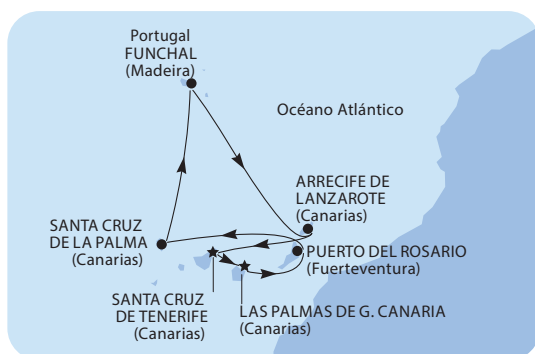 Portugal
FUNCHAL
(Madeira)
Océano Atlántico
ARRECIFE DE
LANZAROTE
(Canarias)
SANTA CRUZ
DE LA PALMA
(Canarias)
PUERTO DEL ROSARIO
(Fuerteventura)
SANTA CRUZ
DE TENERIFE
(Canarias)
LAS PALMAS DE G. CANARIA
(Canarias)